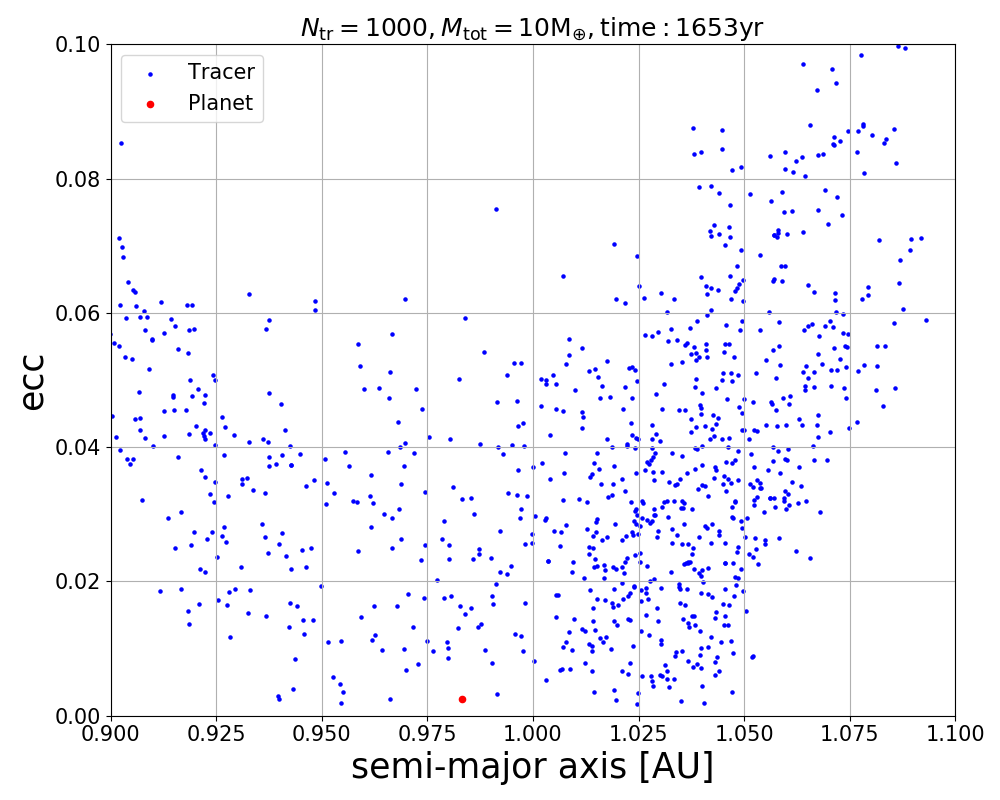 N_tr = 1000, M_tot = 10M_⊕, time : 1653yr
Tracer
Planet
0.10
0.08
0.06
0.04
0.02
0.00
ecc
0.900 0.925 0.950 0.975 1.000 1.025 1.050 1.075 1.100
semi-major axis [AU]